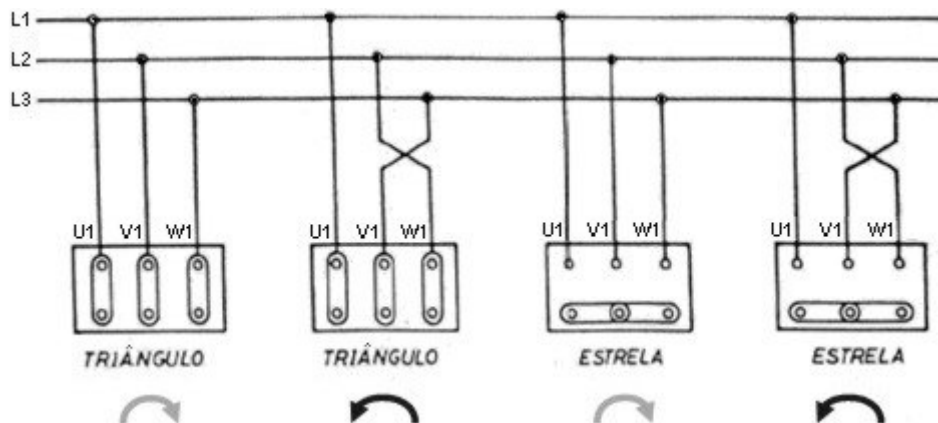 L1
L2
L3
U1 V1 W1 U1 V1 W1 U1 V1 W1 U1 V1 W1
TRIÂNGULO TRIÂNGULO ESTRELA ESTRELA